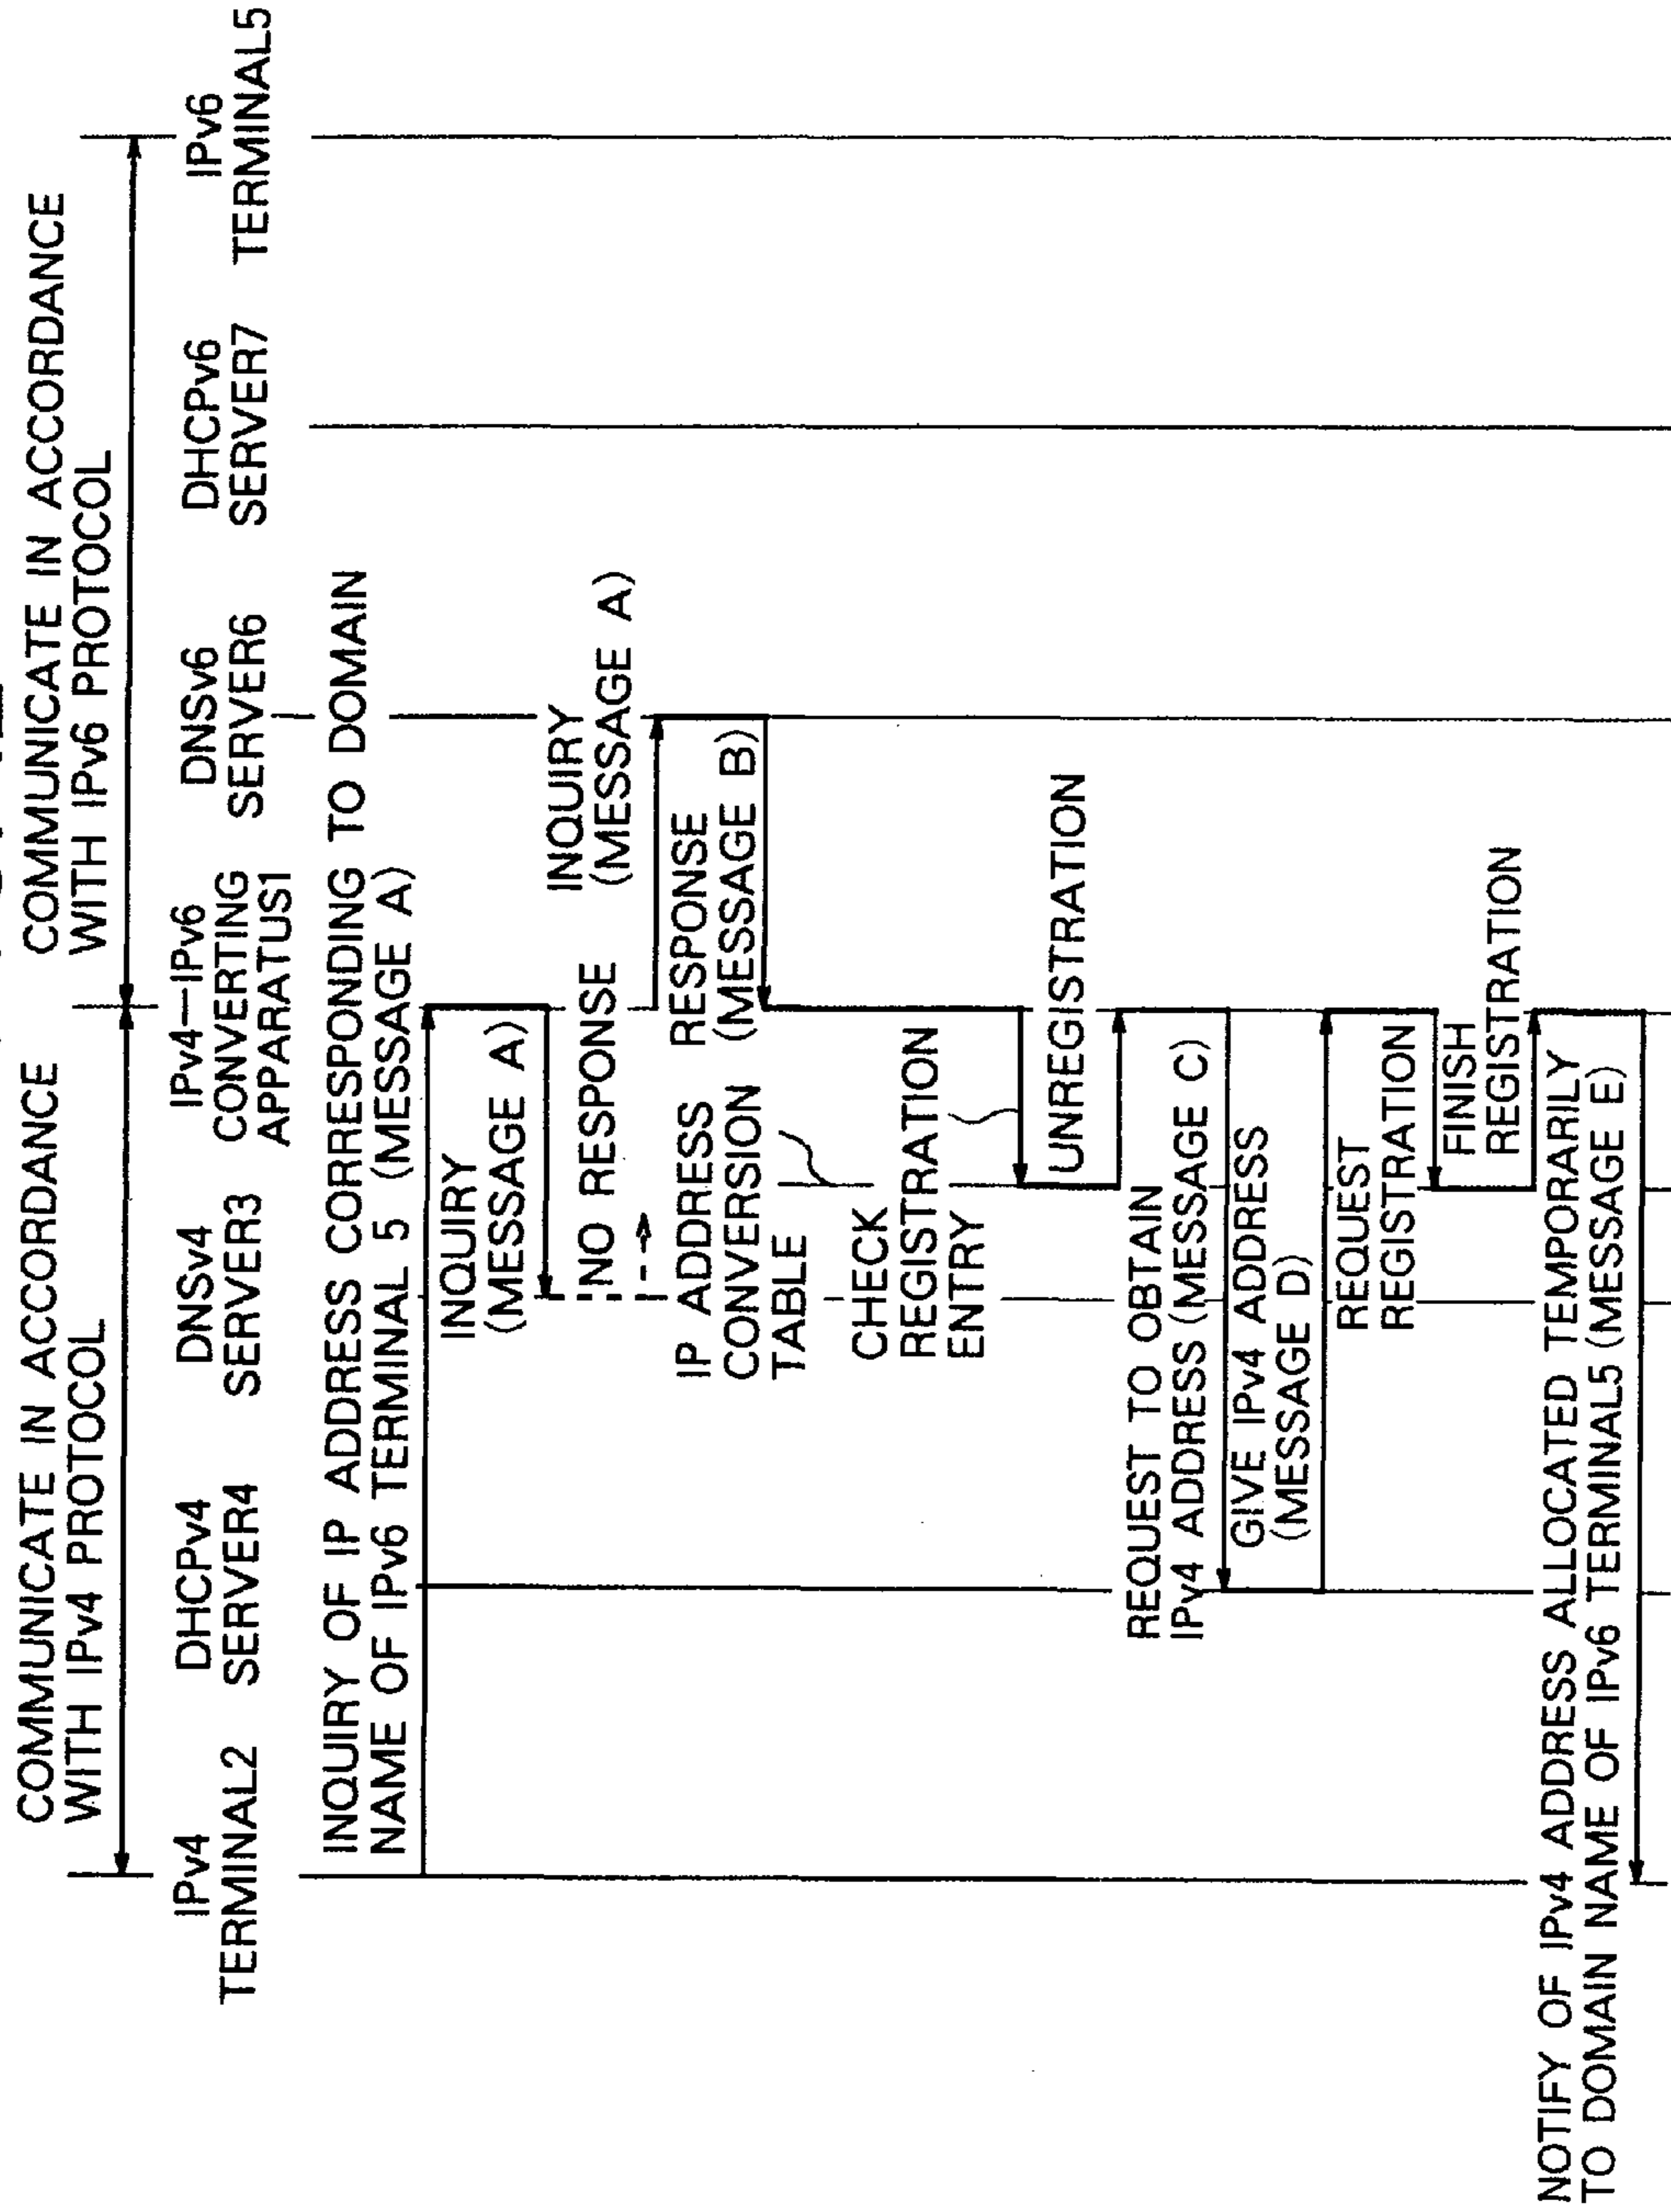 COMMUNICATE IN ACCORDANCE
WITH IPv4 PROTOCOL
COMMUNICATE IN ACCORDANCE
WITH IPv6 PROTOCOL
IPv4
TERMINAL2
DHCPv4
SERVER4
DNSv4
SERVER3
IPv4—IPv6
CONVERTING
APPARATUS1
DNSv6
SERVER6
DHCPv6
SERVER7
IPv6
TERMINAL5
INQUIRY OF IP ADDRESS CORRESPONDING TO DOMAIN
NAME OF IPv6 TERMINAL 5 (MESSAGE A)
INQUIRY
(MESSAGE A)
NO RESPONSE
INQUIRY
(MESSAGE A)
IP ADDRESS
CONVERSION
TABLE
RESPONSE
(MESSAGE B)
CHECK
REGISTRATION
ENTRY
UNREGISTRATION
REQUEST TO OBTAIN
IPv4 ADDRESS (MESSAGE C)
GIVE IPv4 ADDRESS
(MESSAGE D)
REQUEST
REGISTRATION
FINISH
REGISTRATION
NOTIFY OF IPv4 ADDRESS ALLOCATED TEMPORARILY
TO DOMAIN NAME OF IPv6 TERMINAL5 (MESSAGE E)